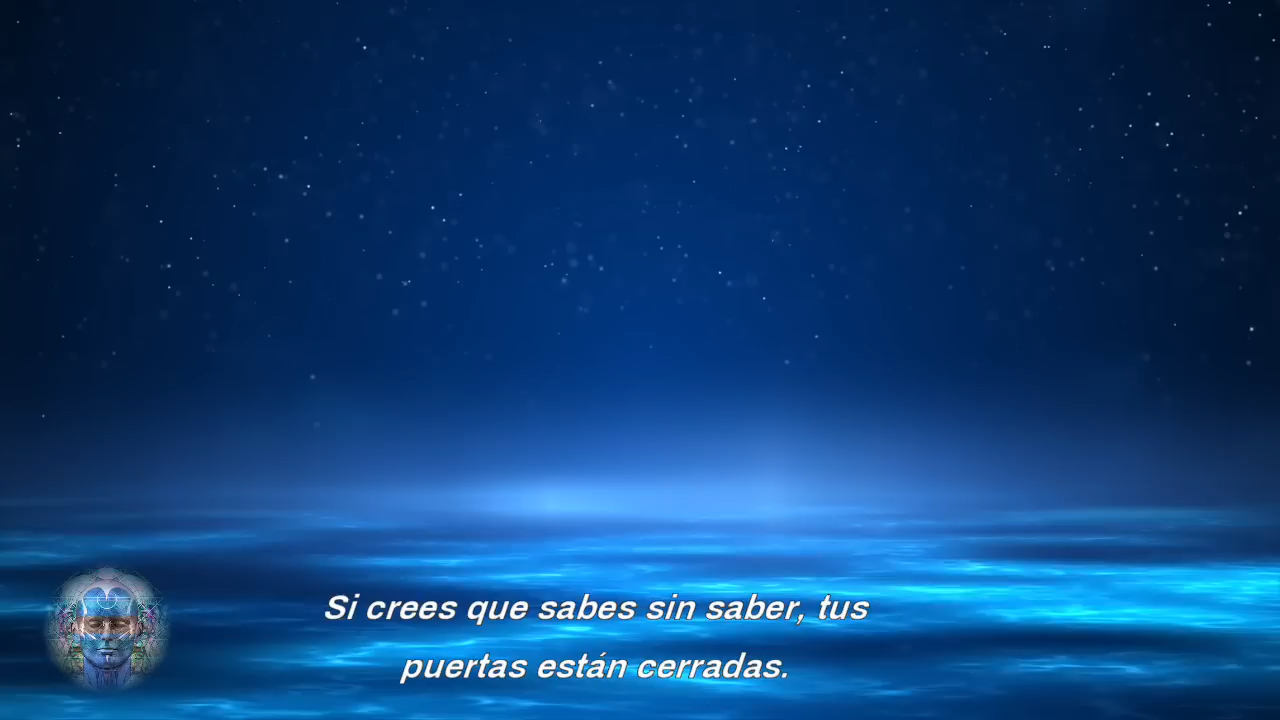 Si crees que sabes sin saber, tus
puertas están cerradas.